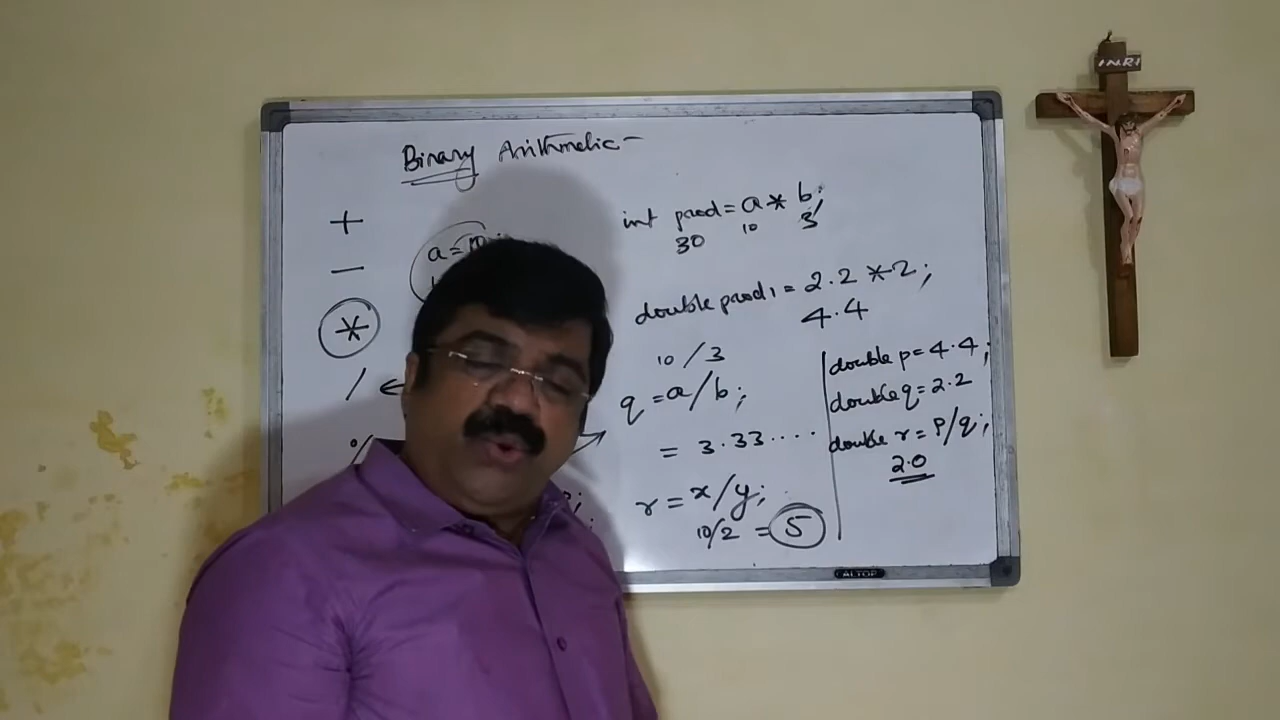 Binary Arithmetic-
+
-
*
/ ←
%
a=10;
int prod = a * b;
30 10 3
double prod1 = 2.2 * 2;
4.4
10/3
q = a/b;
= 3.33....
r = x/y;
10/2 = 5
double p = 4.4;
double q = 2.2
double r = p/q;
2.0
ALTOP
INRI